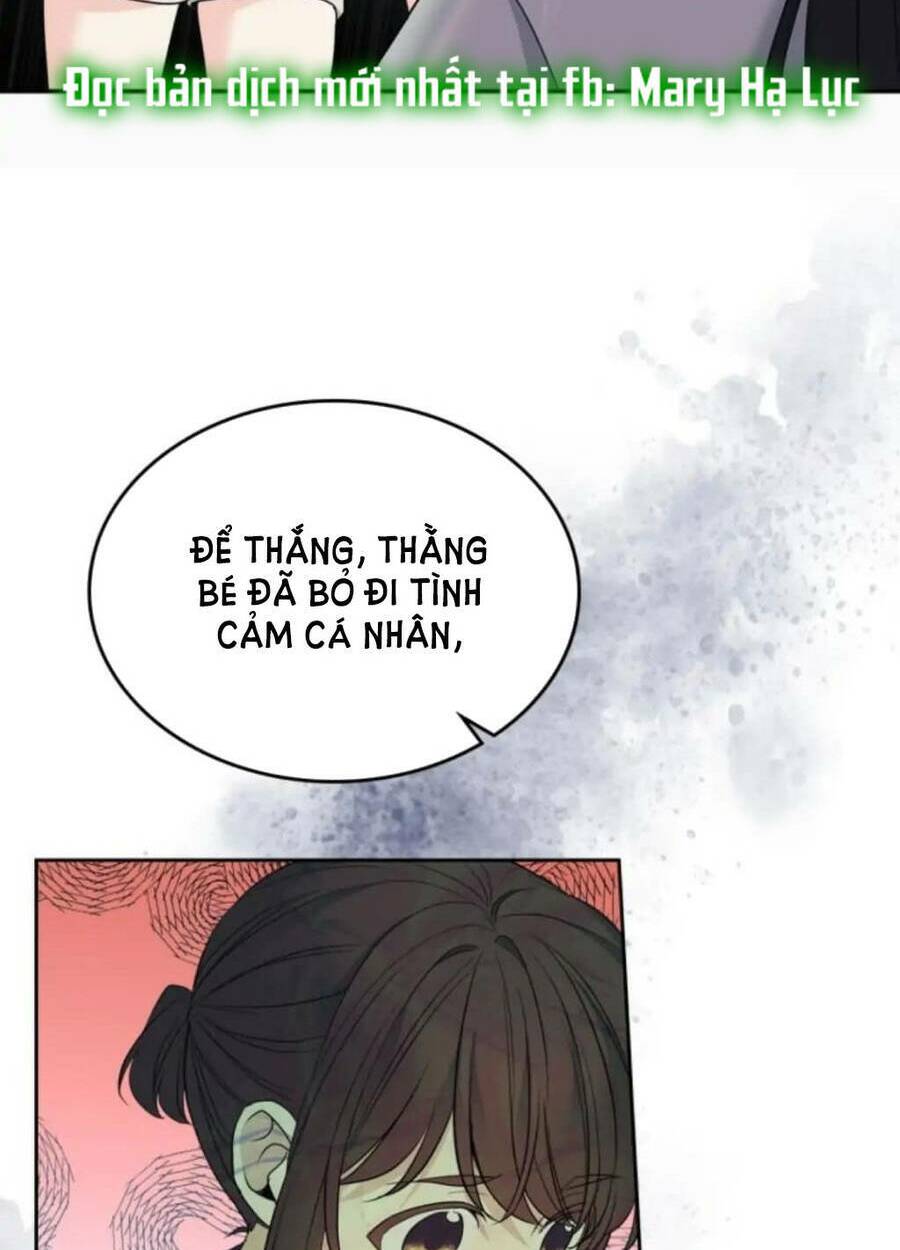 Đọc bản dịch mới nhất tại fb: Mary Hạ Lục
ĐỂ THẮNG, THẰNG
BÉ ĐÃ BỎ ĐI TÌNH
CẢM CÁ NHÂN,